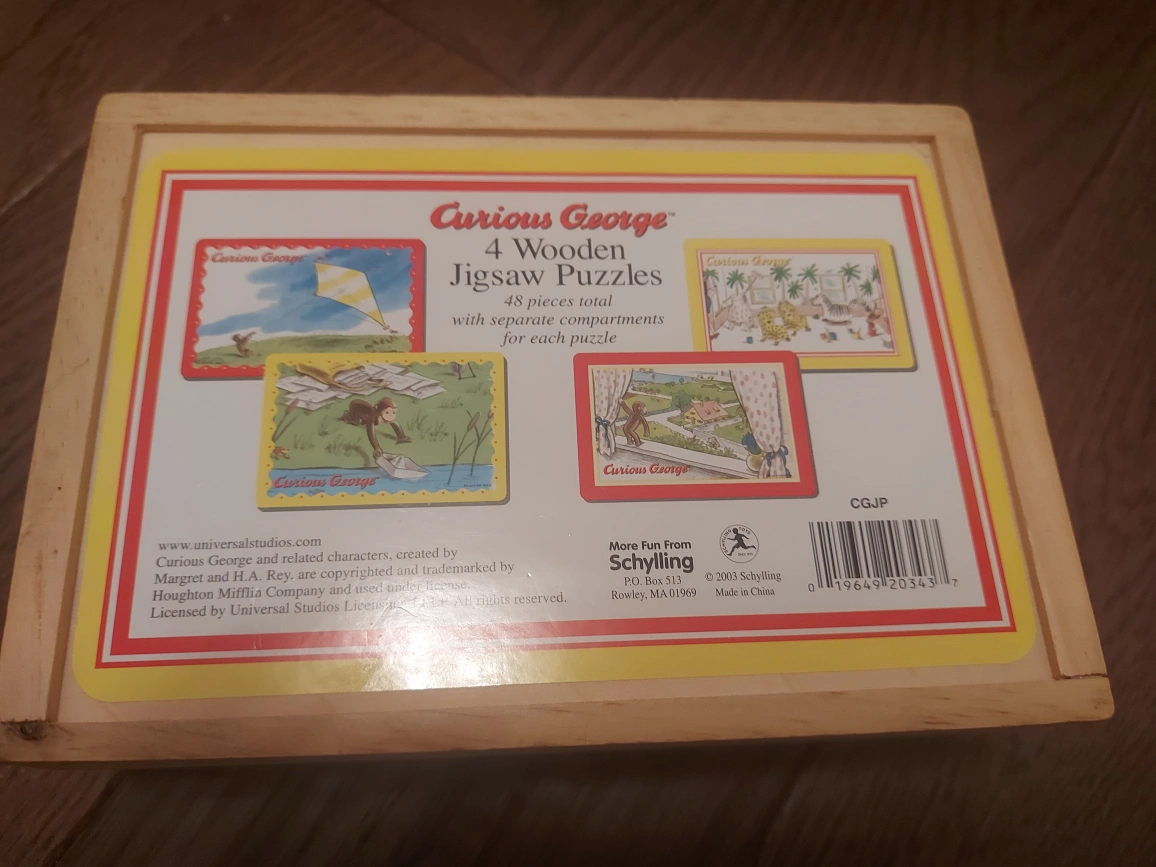 Curious George™
4 Wooden
Jigsaw Puzzles
48 pieces total
with separate compartments
for each puzzle
Curious George
Curious George
Curious George
Curious George
www.universalstudios.com
Curious George and related characters, created by
Margret and H.A. Rey, are copyrighted and trademarked by
Houghton Mifflin Company and used under license.
Licensed by Universal Studios All rights reserved.
More Fun From
Schylling
P.O. Box 513
Rowley, MA 01969
SCHYLLING TOYS
© 2003 Schylling
Made in China
CGJP
0 19649 20343 7